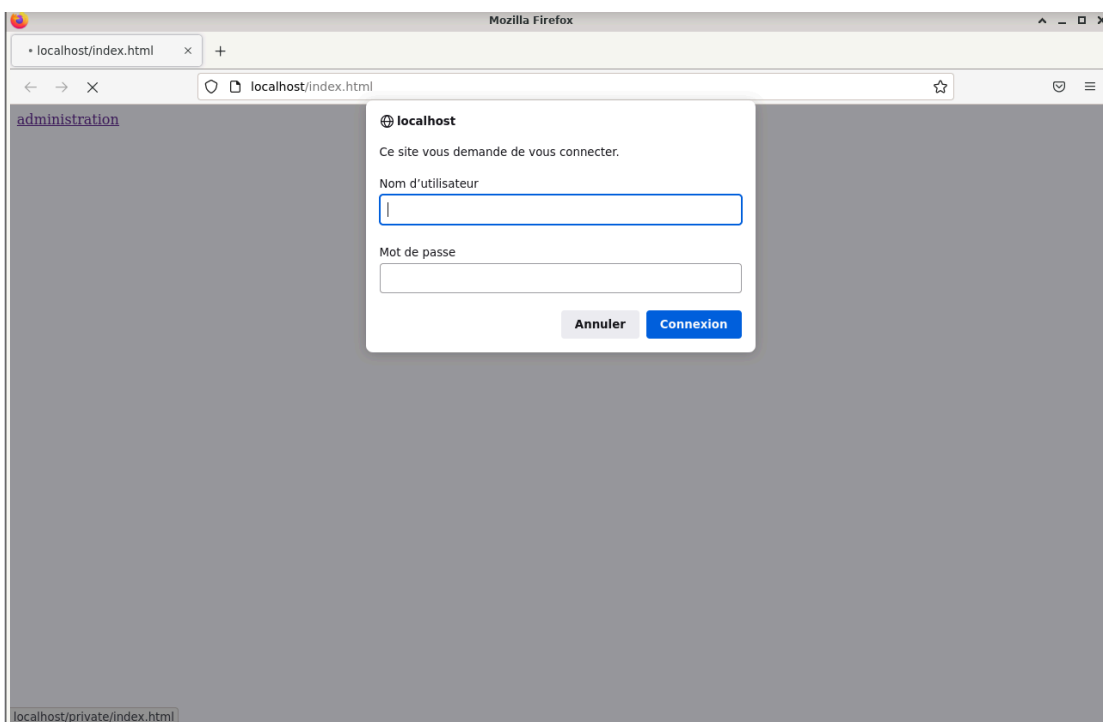 Mozilla Firefox
• localhost/index.html
localhost/index.html
administration
localhost
Ce site vous demande de vous connecter.
Nom d’utilisateur
Mot de passe
Annuler Connexion
localhost/private/index.html